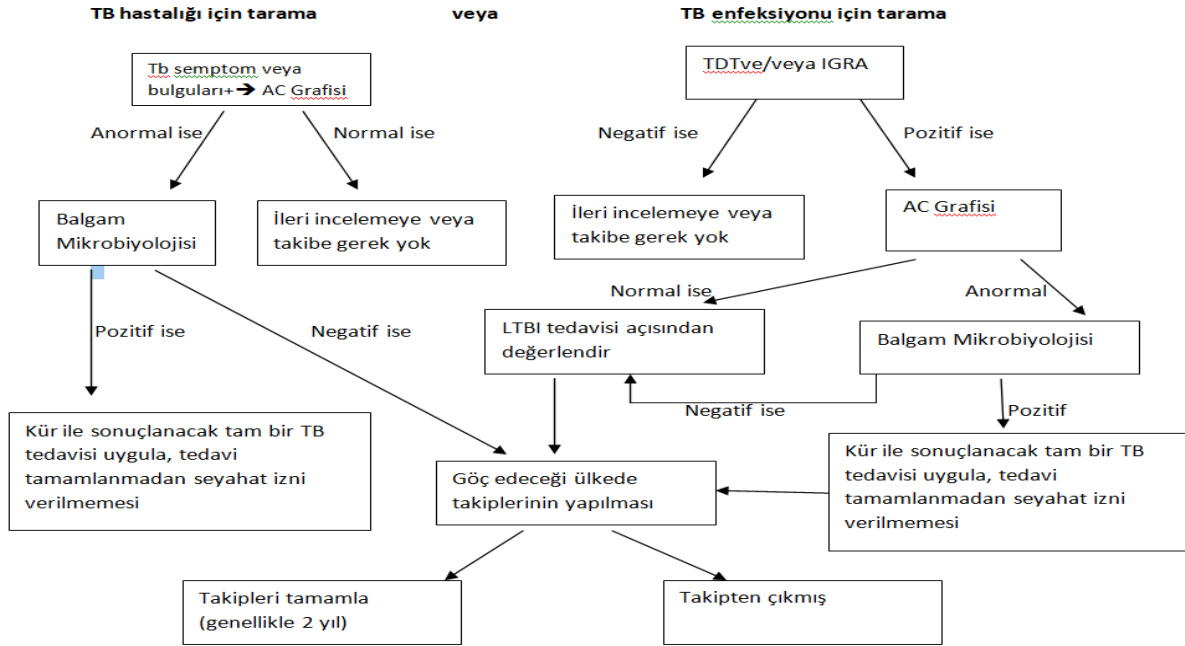 TB hastalığı için tarama veya TB enfeksiyonu için tarama
Tb semptom veya
bulguları+➔ AC Grafisi
TDTve/veya IGRA
Anormal ise
Normal ise
Negatif ise
Pozitif ise
Balgam
Mikrobiyolojisi
İleri incelemeye veya
takibe gerek yok
İleri incelemeye veya
takibe gerek yok
AC Grafisi
Normal ise
Anormal
Pozitif ise
Negatif ise
LTBI tedavisi açısından
değerlendir
Balgam Mikrobiyolojisi
Negatif ise
Pozitif
Kür ile sonuçlanacak tam bir TB
tedavisi uygula, tedavi
tamamlanmadan seyahat izni
verilmemesi
Göç edeceği ülkede
takiplerinin yapılması
Kür ile sonuçlanacak tam bir TB
tedavisi uygula, tedavi
tamamlanmadan seyahat izni
verilmemesi
Takipleri tamamla
(genellikle 2 yıl)
Takipten çıkmış